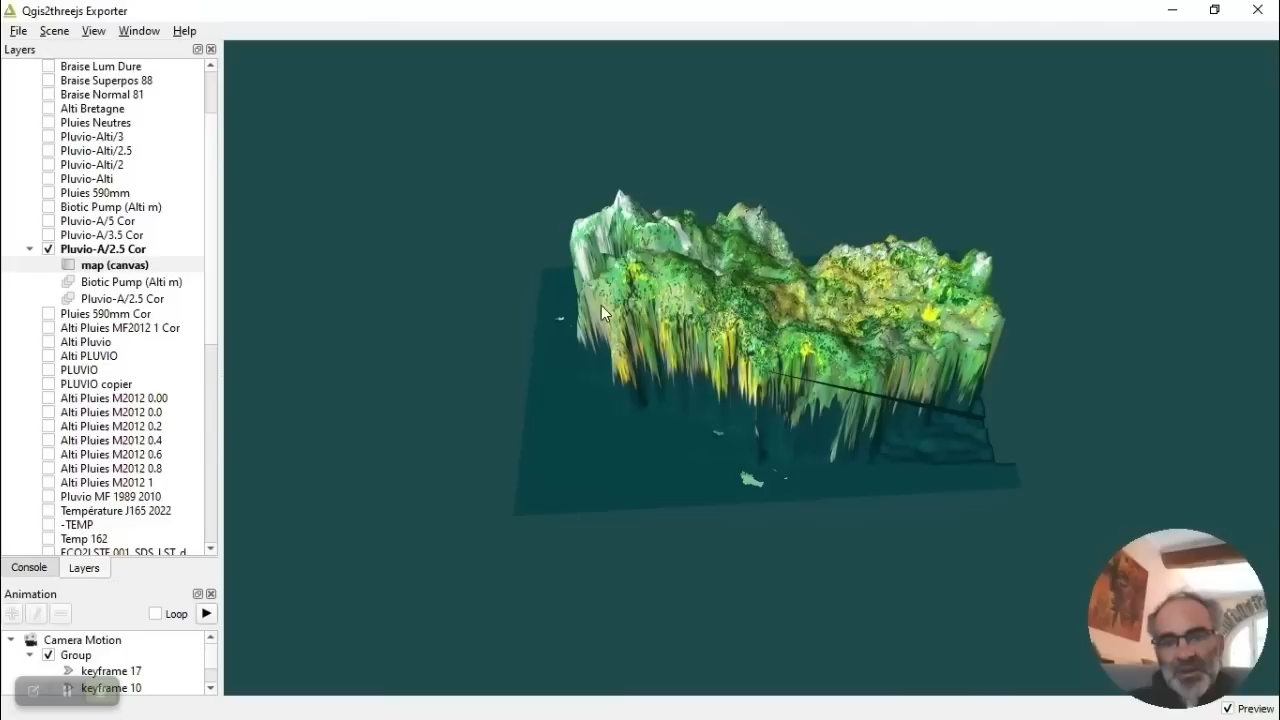 Qgis2threejs Exporter
File Scene View Window Help
Layers
Braise Lum Dure
Braise Superpos 88
Braise Normal 81
Alti Bretagne
Pluies Neutres
Pluvio-Alti/3
Pluvio-Alti/2.5
Pluvio-Alti/2
Pluvio-Alti
Pluies 590mm
Biotic Pump (Alti m)
Pluvio-A/5 Cor
Pluvio-A/3.5 Cor
Pluvio-A/2.5 Cor
map (canvas)
Biotic Pump (Alti m)
Pluvio-A/2.5 Cor
Pluies 590mm Cor
Alti Pluies MF2012 1 Cor
Alti Pluvio
Alti PLUVIO
PLUVIO
PLUVIO copier
Alti Pluies M2012 0.00
Alti Pluies M2012 0.0
Alti Pluies M2012 0.2
Alti Pluies M2012 0.4
Alti Pluies M2012 0.6
Alti Pluies M2012 0.8
Alti Pluies M2012 1
Pluvio MF 1989 2010
Température J165 2022
-TEMP
Temp 162
Console Layers
Animation
Loop
Camera Motion
Group
keyframe 17
keyframe 10
Preview